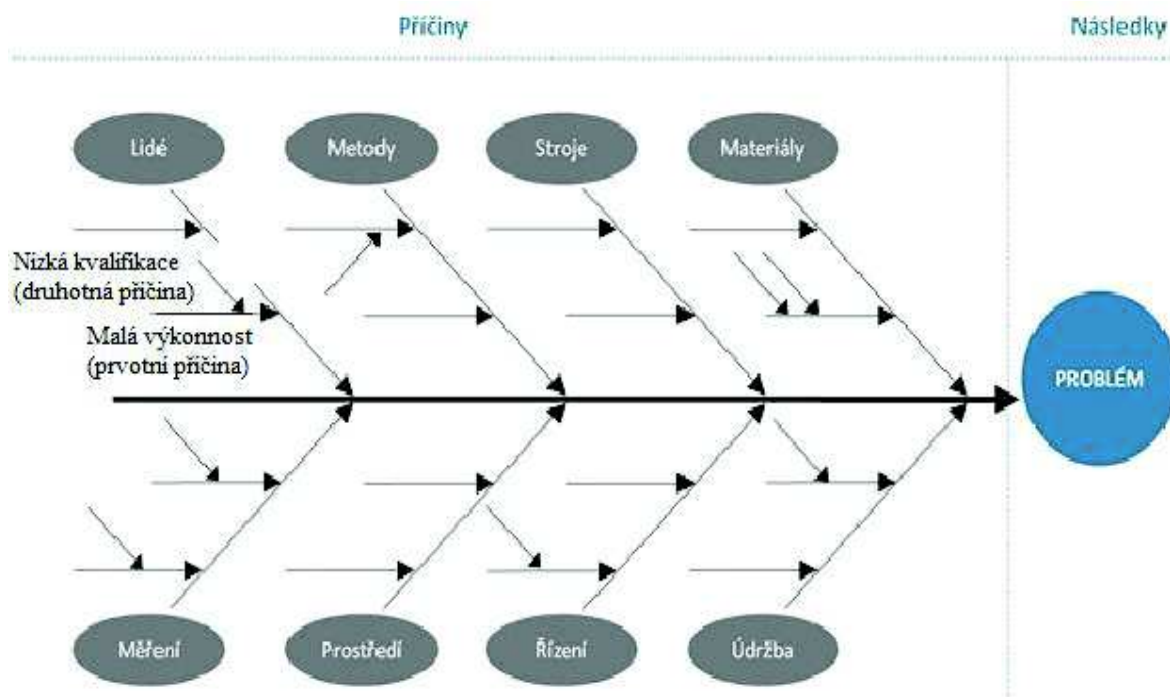 Příčiny
Následky
Lidé
Metody
Stroje
Materiály
Nízká kvalifikace
(druhotná příčina)
Malá výkonnost
(prvotní příčina)
PROBLÉM
Měření
Prostředí
Řízení
Údržba